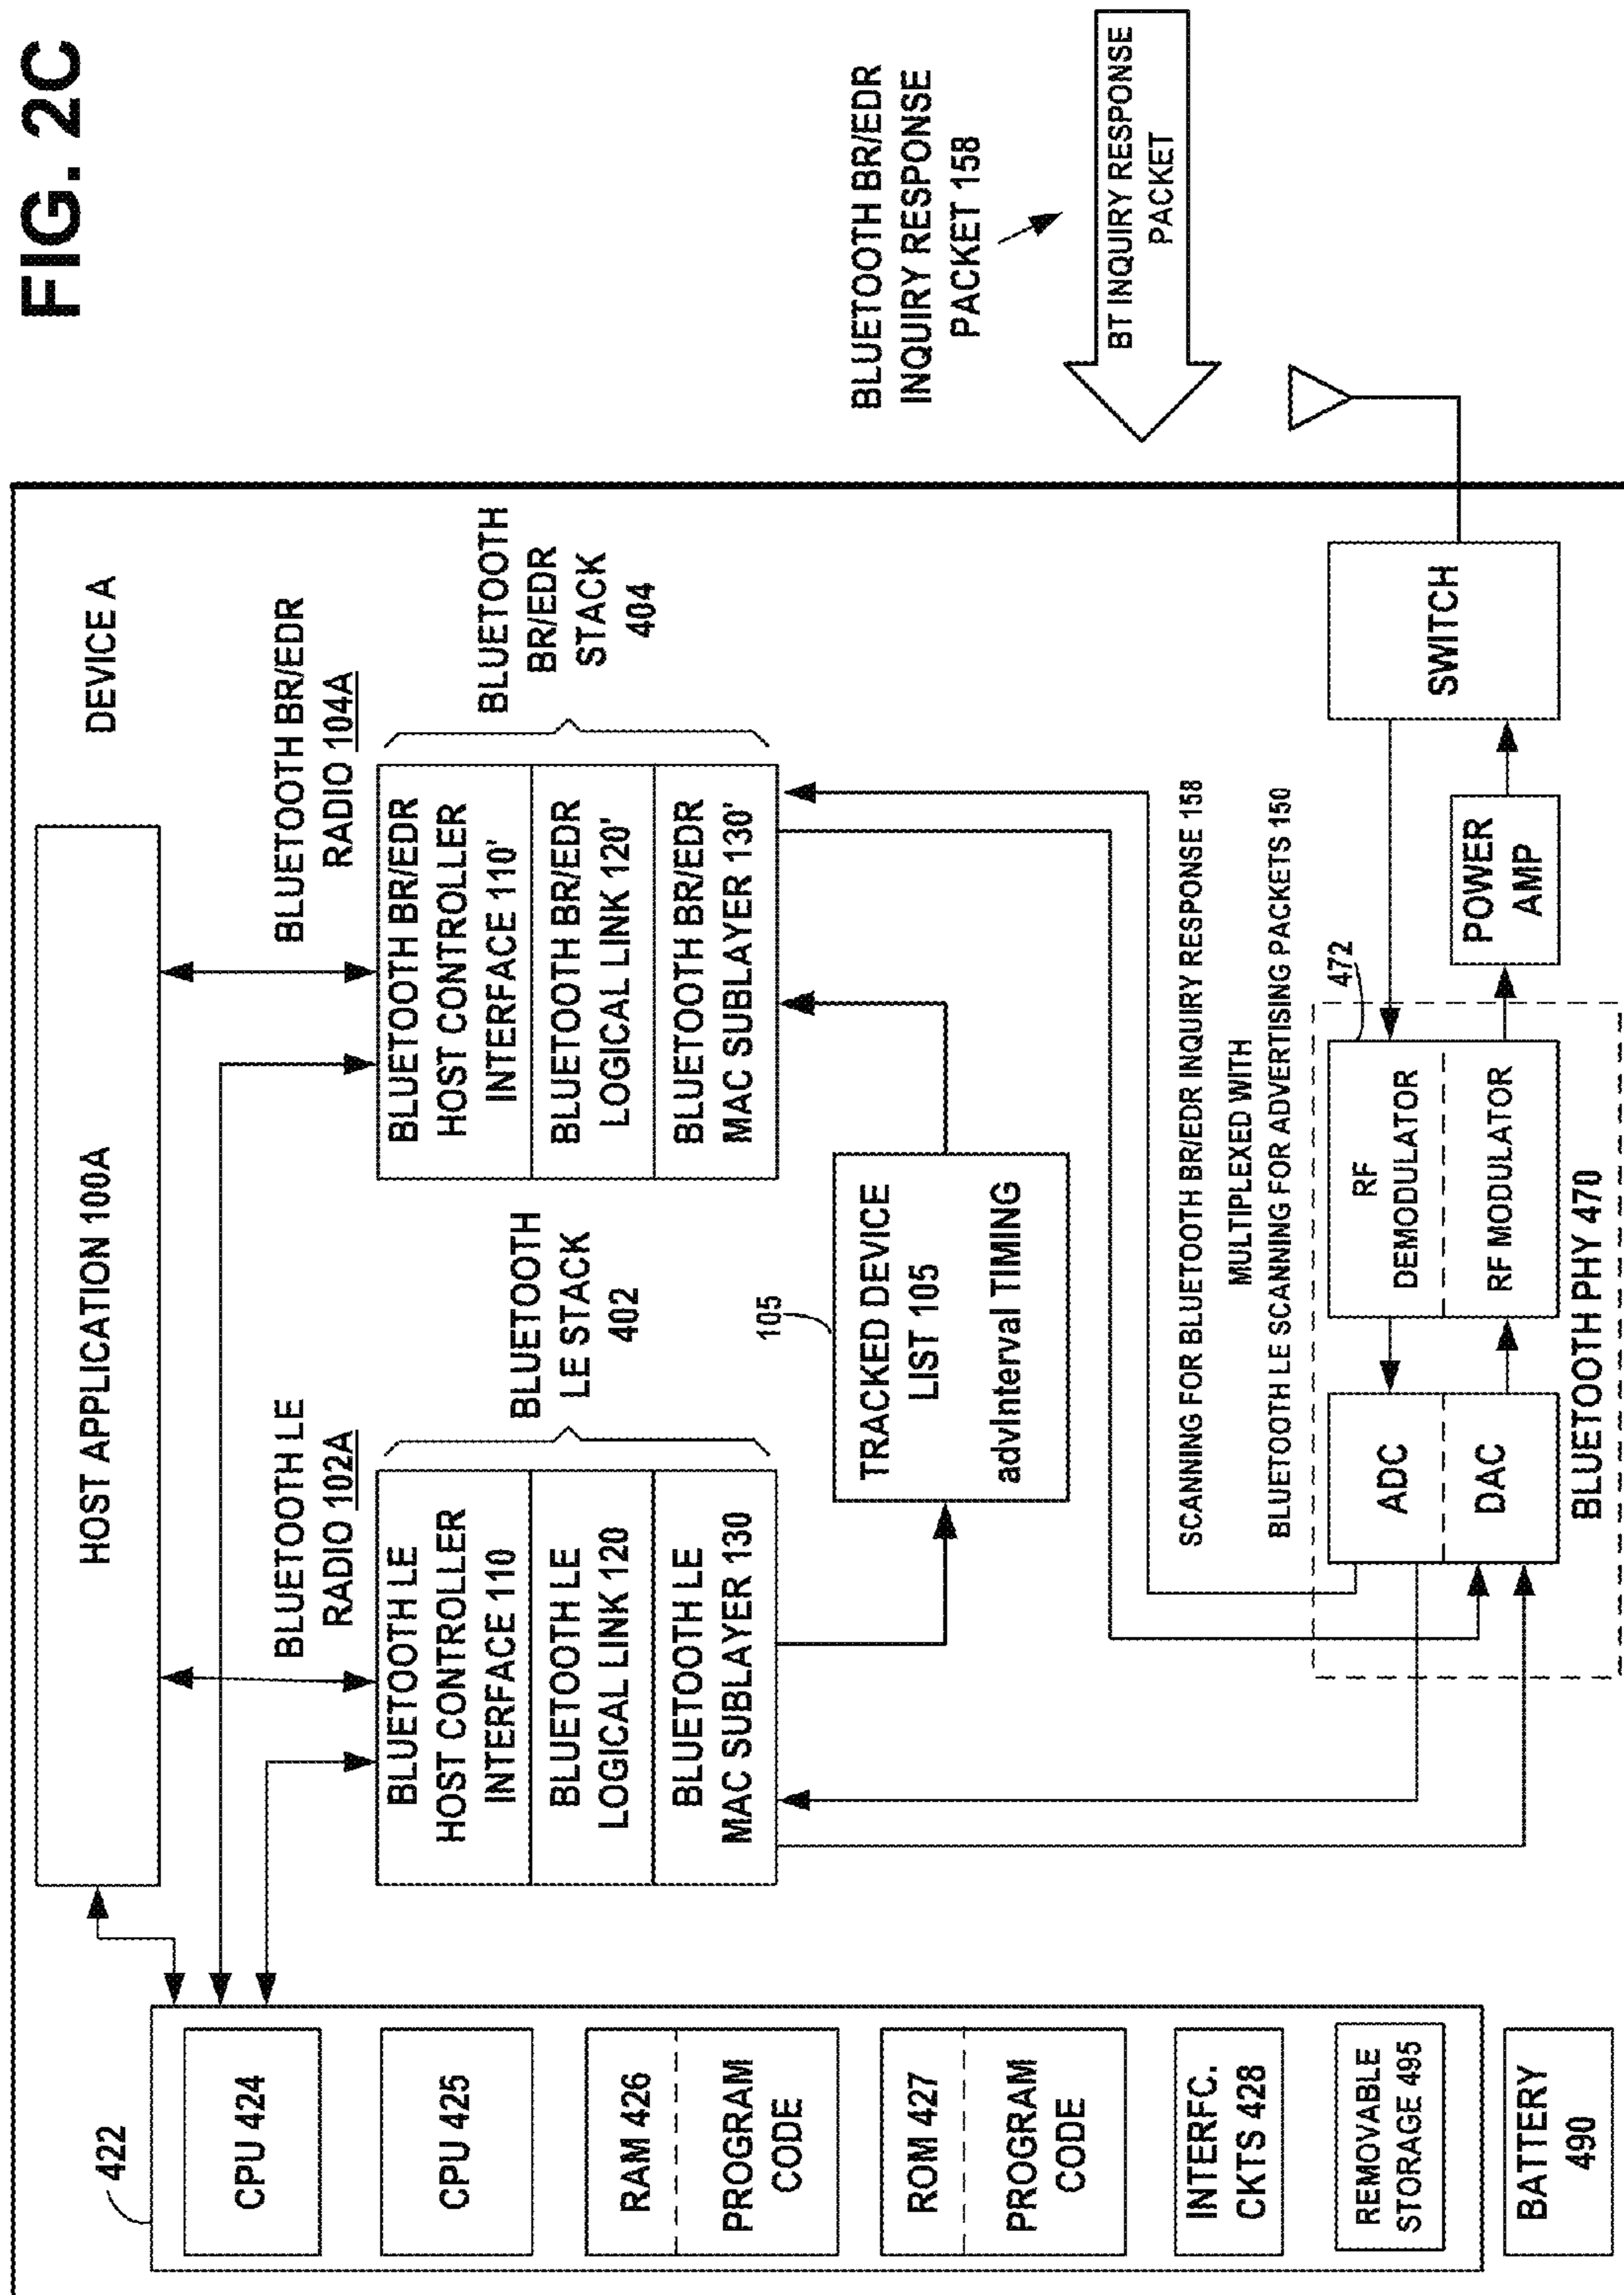 FIG. 2C
DEVICE A
HOST APPLICATION 100A
BLUETOOTH LE
RADIO 102A
BLUETOOTH BR/EDR
RADIO 104A
422
CPU 424
CPU 425
RAM 426
PROGRAM
CODE
ROM 427
PROGRAM
CODE
INTERFC.
CKTS 428
REMOVABLE
STORAGE 495
BATTERY
490
BLUETOOTH LE
HOST CONTROLLER
INTERFACE 110
BLUETOOTH LE
LOGICAL LINK 120
BLUETOOTH LE
MAC SUBLAYER 130
BLUETOOTH
LE STACK
402
BLUETOOTH BR/EDR
HOST CONTROLLER
INTERFACE 110'
BLUETOOTH BR/EDR
LOGICAL LINK 120'
BLUETOOTH BR/EDR
MAC SUBLAYER 130'
BLUETOOTH
BR/EDR
STACK
404
105
TRACKED DEVICE
LIST 105
advInterval TIMING
SCANNING FOR BLUETOOTH BR/EDR INQUIRY RESPONSE 158
MULTIPLEXED WITH
BLUETOOTH LE SCANNING FOR ADVERTISING PACKETS 150
472
ADC
DAC
RF
DEMODULATOR
RF MODULATOR
BLUETOOTH PHY 470
POWER
AMP
SWITCH
BLUETOOTH BR/EDR
INQUIRY RESPONSE
PACKET 158
BT INQUIRY RESPONSE
PACKET